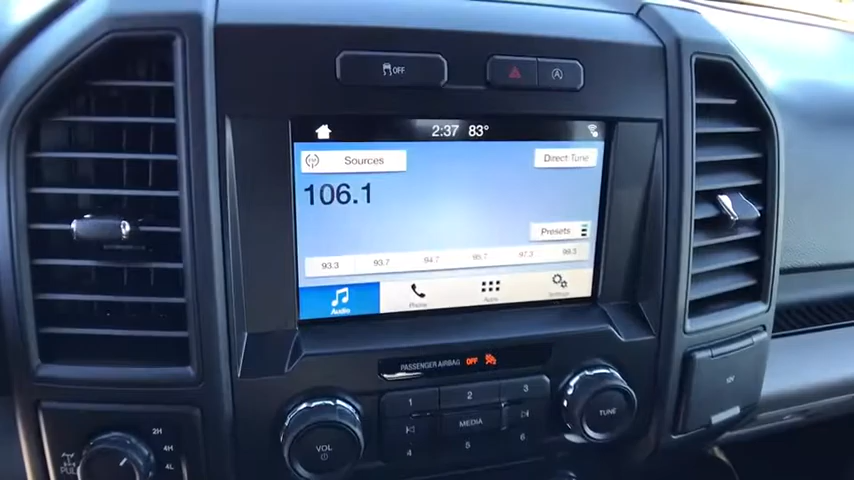 OFF
2:37 83°
Sources
Direct Tune
106.1
Presets
93.3 93.7 94.7 95.7 97.3 99.3
Audio
Phone
Apps
Settings
PASSENGER AIRBAG OFF
1 2 3
MEDIA
4 5 6
VOL
TUNE
2H
4H
4L
PULL
12V